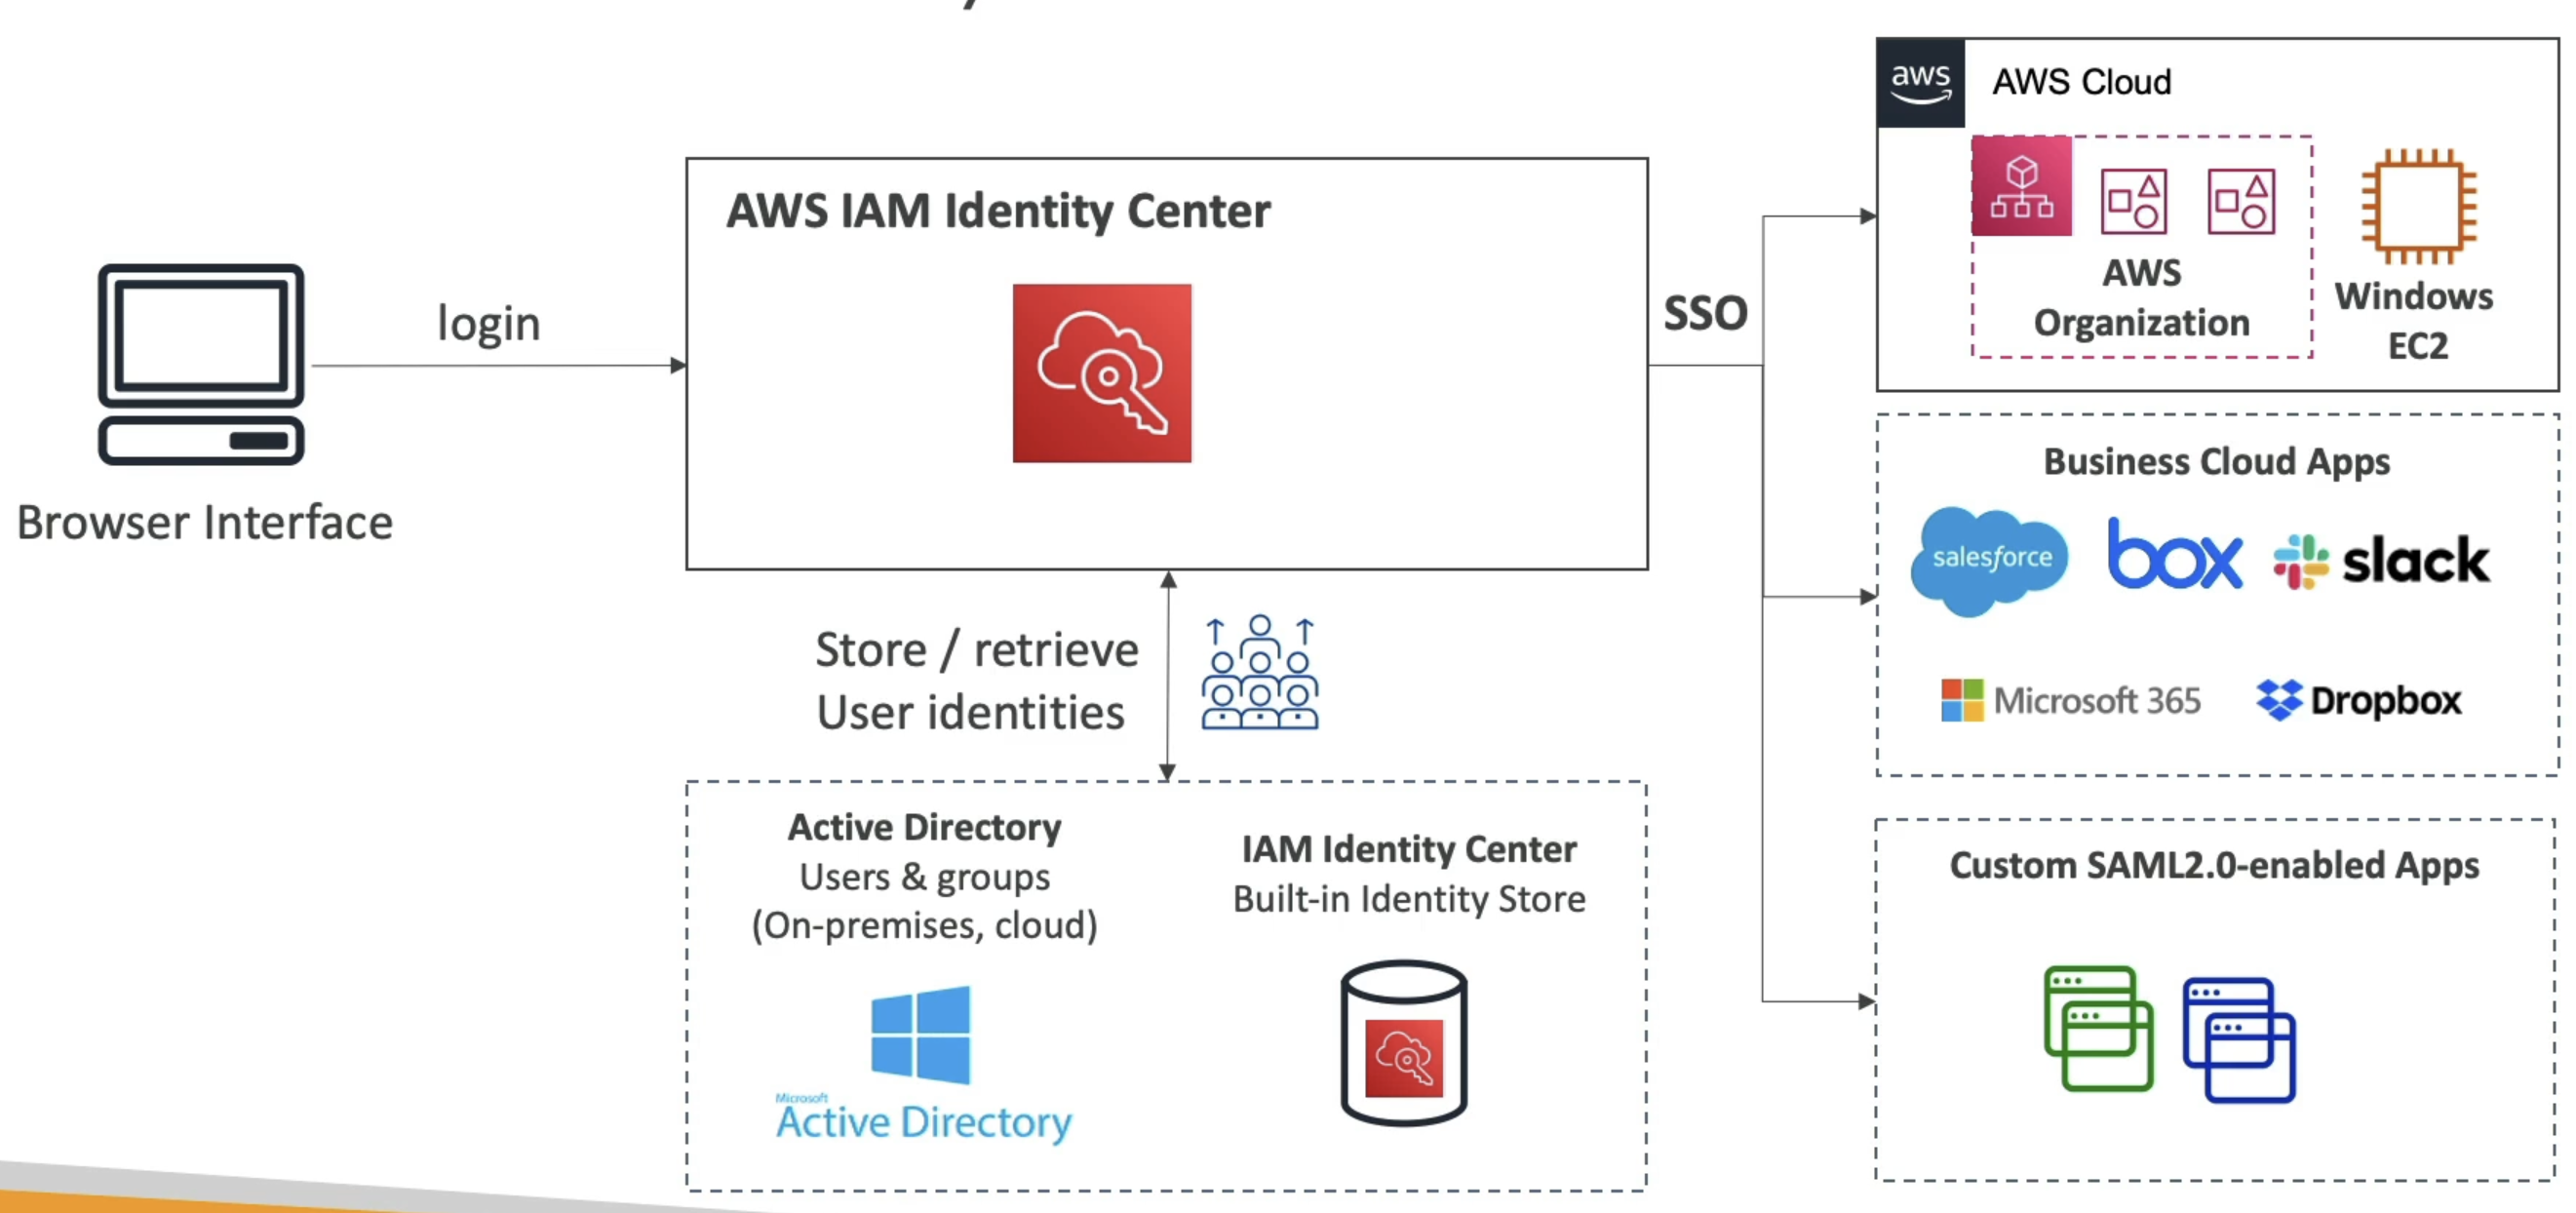 Browser Interface
login
AWS IAM Identity Center
Store / retrieve
User identities
Active Directory
Users & groups
(On-premises, cloud)
Microsoft
Active Directory
IAM Identity Center
Built-in Identity Store
SSO
aws
AWS Cloud
AWS
Organization
Windows
EC2
Business Cloud Apps
salesforce
box
slack
Microsoft 365
Dropbox
Custom SAML2.0-enabled Apps